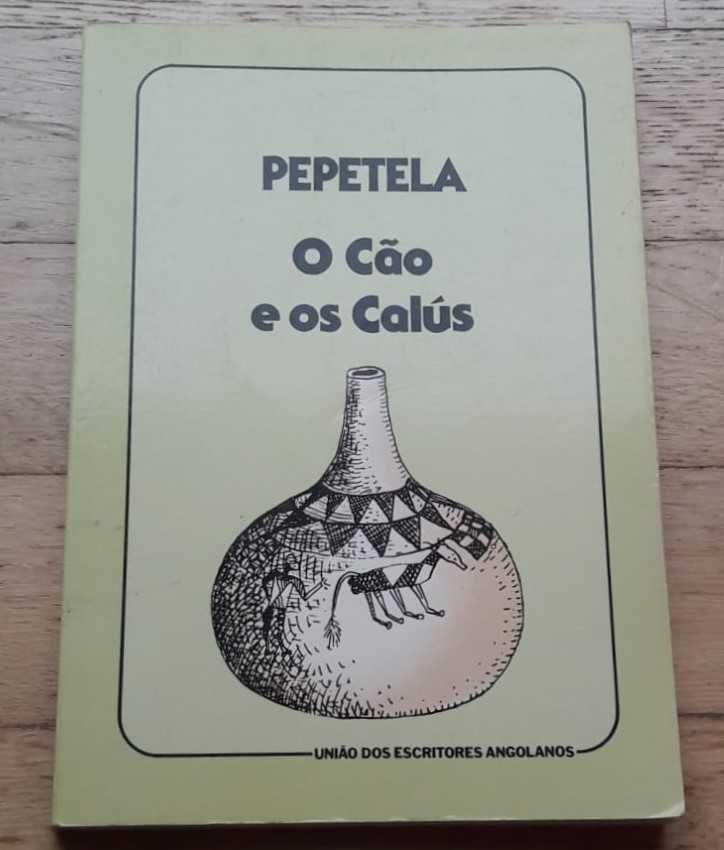 PEPETELA
O Cão
e os Calús
UNIÃO DOS ESCRITORES ANGOLANOS